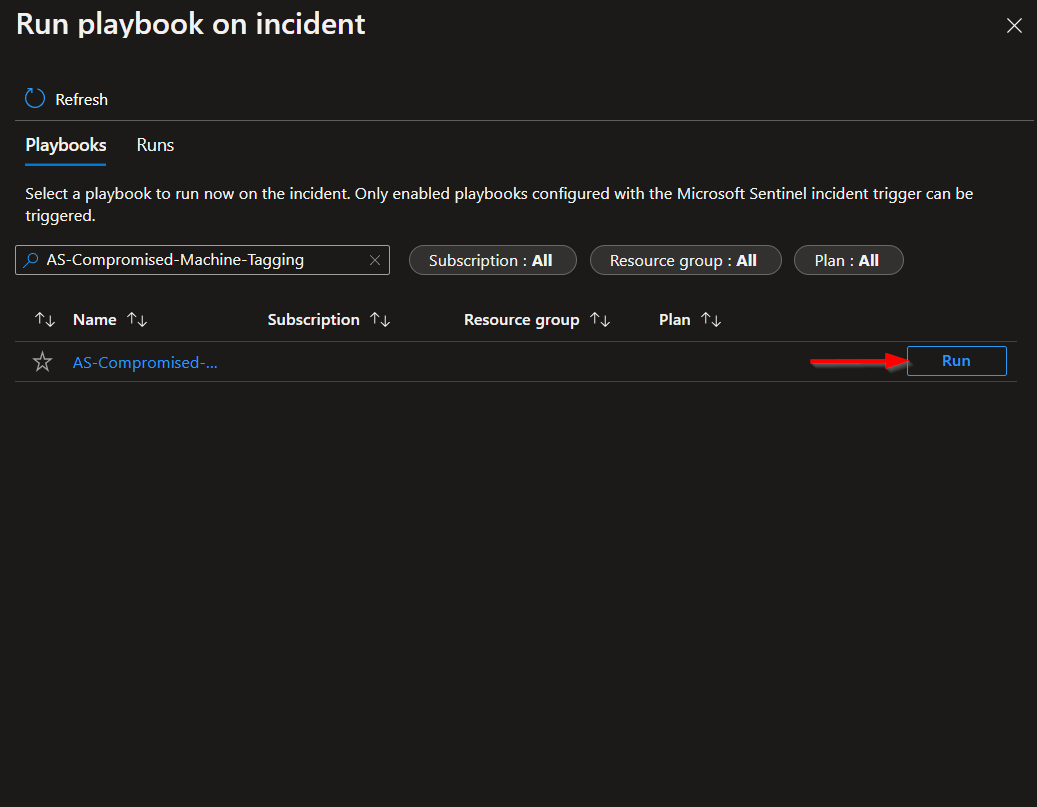 Run playbook on incident
Refresh
Playbooks Runs
Select a playbook to run now on the incident. Only enabled playbooks configured with the Microsoft Sentinel incident trigger can be
triggered.
AS-Compromised-Machine-Tagging Subscription : All Resource group : All Plan : All
Name Subscription Resource group Plan
AS-Compromised-... Run